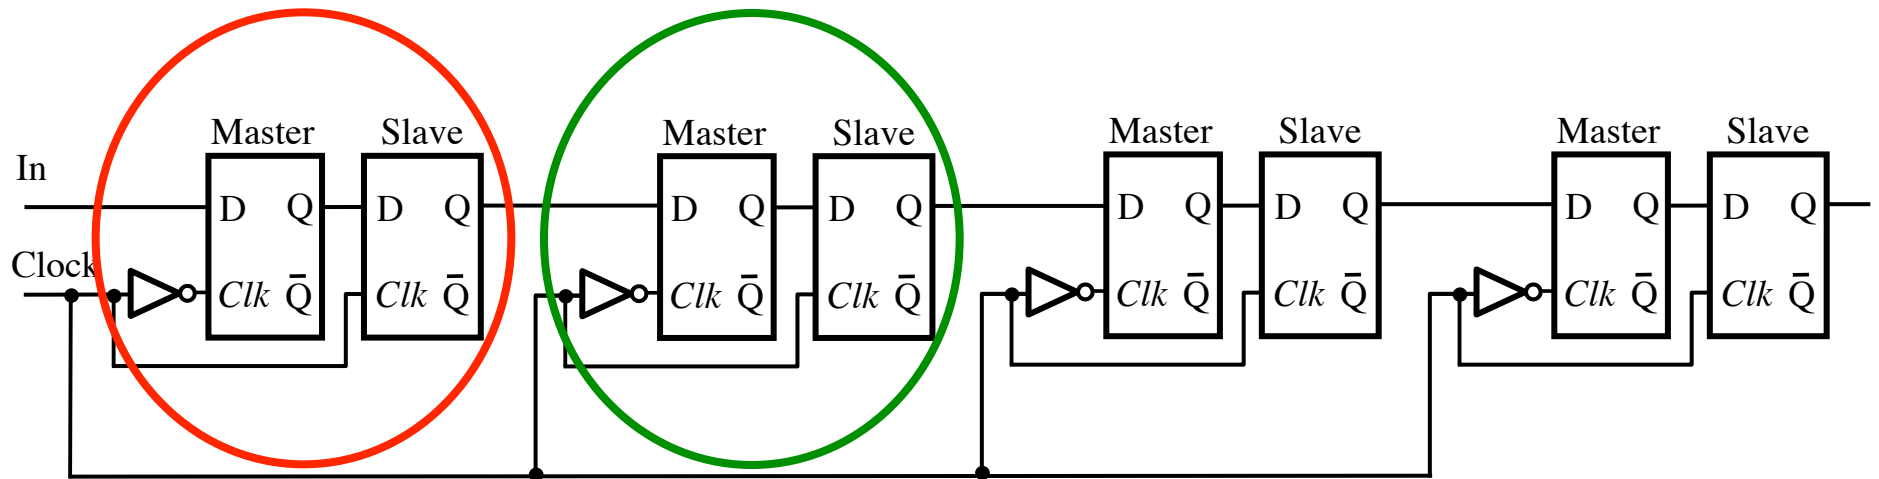 Master Slave Master Slave Master Slave Master Slave
In
D Q D Q D Q D Q D Q D Q D Q D Q
Clock
Clk Q̅ Clk Q̅ Clk Q̅ Clk Q̅ Clk Q̅ Clk Q̅ Clk Q̅ Clk Q̅